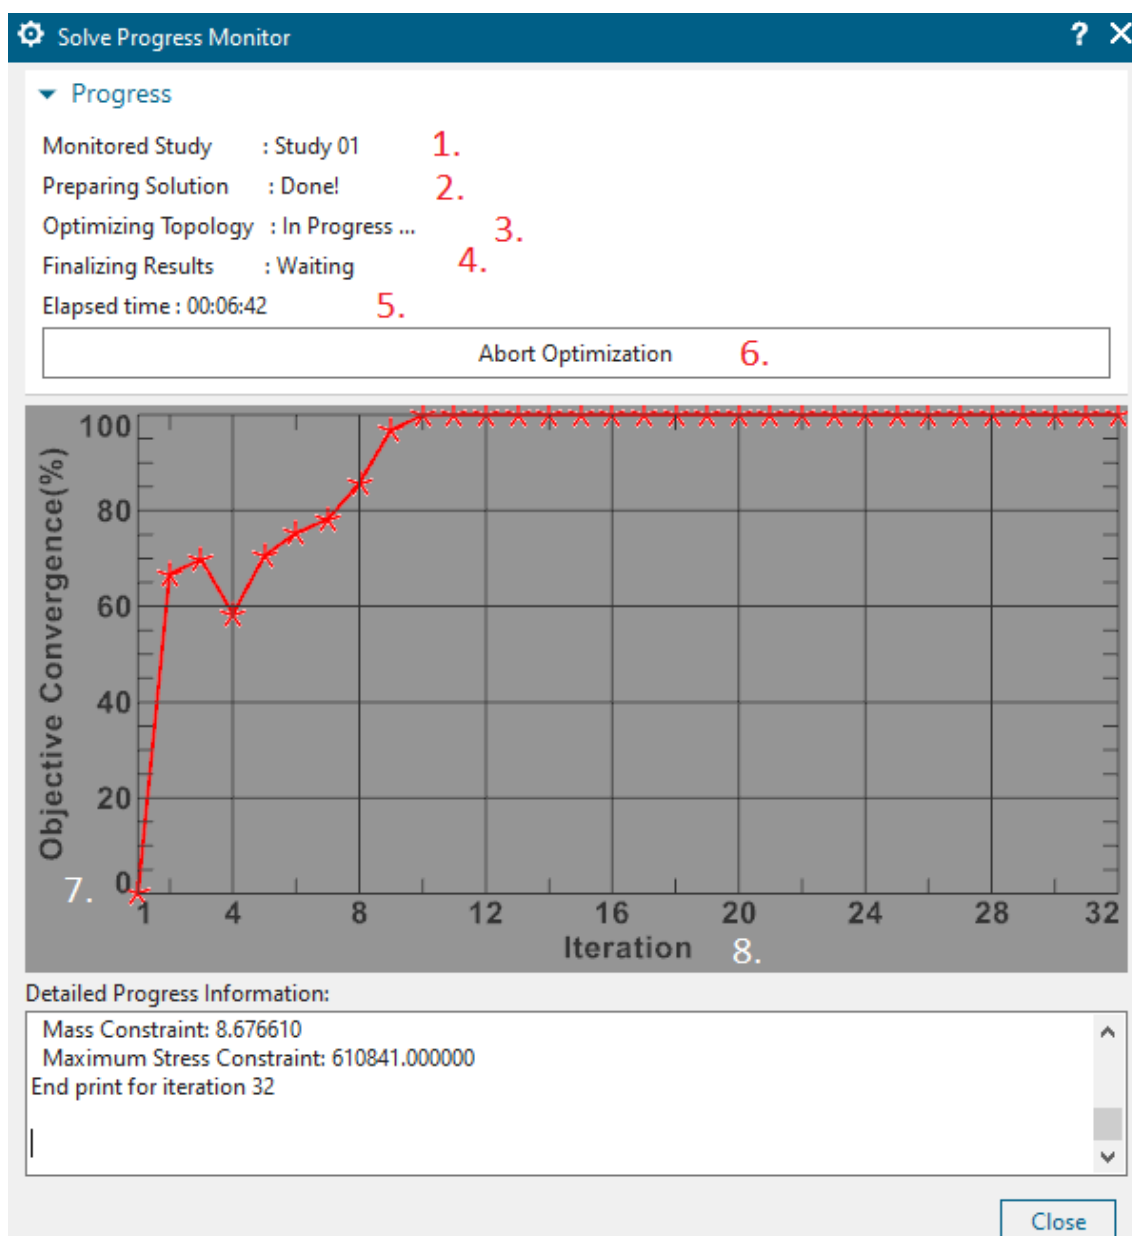 Solve Progress Monitor ?
Progress
Monitored Study : Study 01 1.
Preparing Solution : Done! 2.
Optimizing Topology : In Progress ... 3.
Finalizing Results : Waiting 4.
Elapsed time : 00:06:42 5.
Abort Optimization 6.
100
80
60
40
20
0
Objective Convergence(%)
7.
1 4 8 12 16 20 24 28 32
Iteration 8.
Detailed Progress Information:
Mass Constraint: 8.676610
Maximum Stress Constraint: 610841.000000
End print for iteration 32
Close